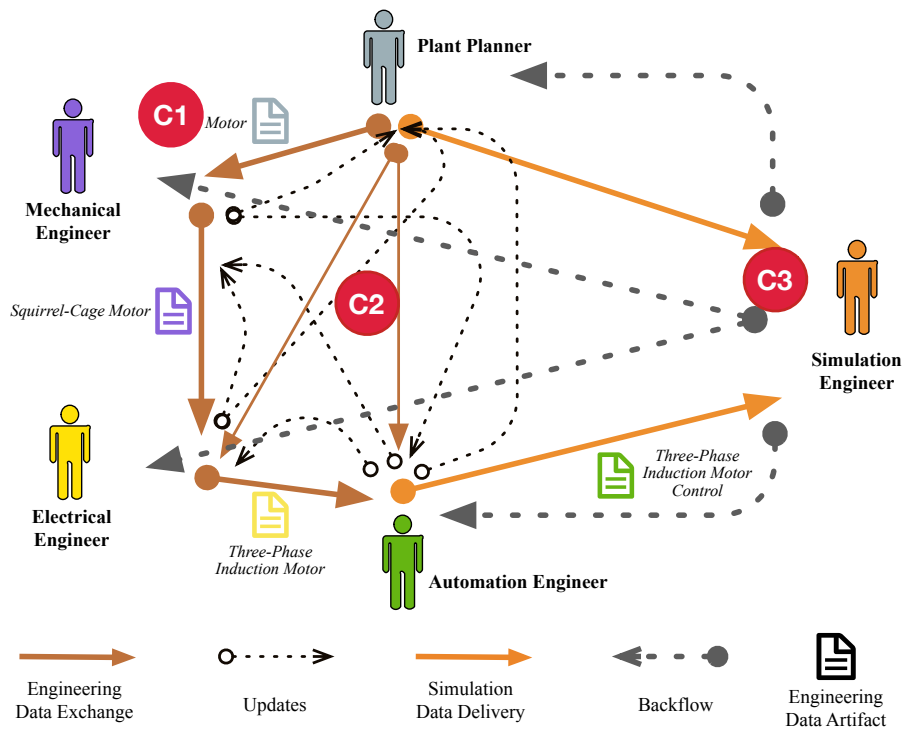 Plant Planner
C1
Motor
Mechanical
Engineer
C2
C3
Squirrel-Cage Motor
Simulation
Engineer
Electrical
Engineer
Three-Phase
Induction Motor
Control
Three-Phase
Induction Motor
Automation Engineer
Engineering
Data Exchange
Updates
Simulation
Data Delivery
Backflow
Engineering
Data Artifact